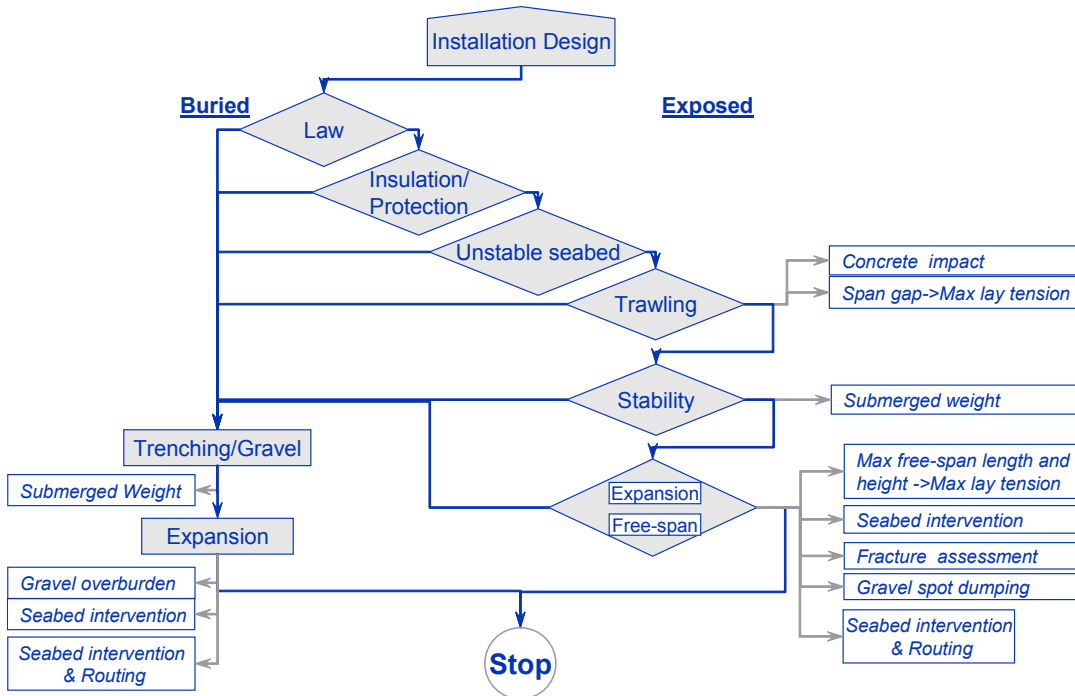 Installation Design
Buried
Exposed
Law
Insulation/
Protection
Unstable seabed
Trawling
Concrete impact
Span gap->Max lay tension
Stability
Submerged weight
Trenching/Gravel
Submerged Weight
Expansion
Free-span
Max free-span length and
height ->Max lay tension
Seabed intervention
Fracture assessment
Gravel spot dumping
Seabed intervention
& Routing
Expansion
Gravel overburden
Seabed intervention
Seabed intervention
& Routing
Stop